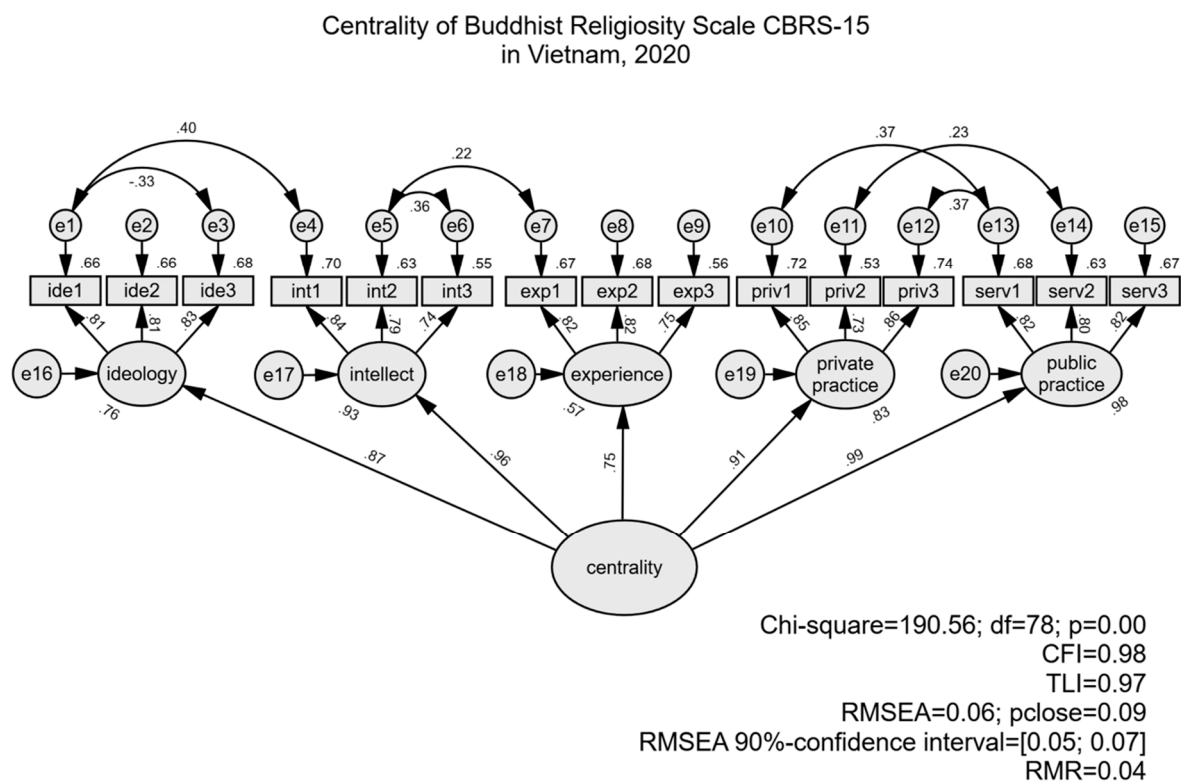 Centrality of Buddhist Religiosity Scale CBRS-15
in Vietnam, 2020
.40
.37
.23
-.33
.22
.36
.37
e1 e2 e3 e4 e5 e6 e7 e8 e9 e10 e11 e12 e13 e14 e15
.66 .66 .68 .70 .63 .55 .67 .68 .56 .72 .53 .74 .68 .63 .67
ide1 ide2 ide3 int1 int2 int3 exp1 exp2 exp3 priv1 priv2 priv3 serv1 serv2 serv3
.81 .81 .83 .84 .79 .74 .82 .82 .75 .85 .73 .86 .82 .80 .82
e16 ideology e17 intellect e18 experience e19 private practice e20 public practice
.76 .93 .57 .83 .98
.87 .96 .75 .91 .99
centrality
Chi-square=190.56; df=78; p=0.00
CFI=0.98
TLI=0.97
RMSEA=0.06; pclose=0.09
RMSEA 90%-confidence interval=[0.05; 0.07]
RMR=0.04